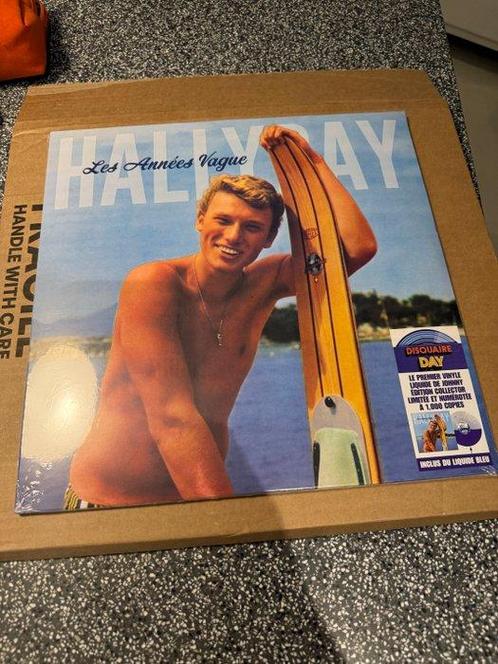 HALLYDAY
Les Années Vague
FRAGILE
HANDLE WITH CARE
DISQUAIRE
DAY
LE PREMIER VINYLE
LIQUIDE DE JOHNNY
ÉDITION COLLECTOR
LIMITÉE ET NUMÉROTÉE
À 1.000 COPIES
INCLUS DU LIQUIDE BLEU